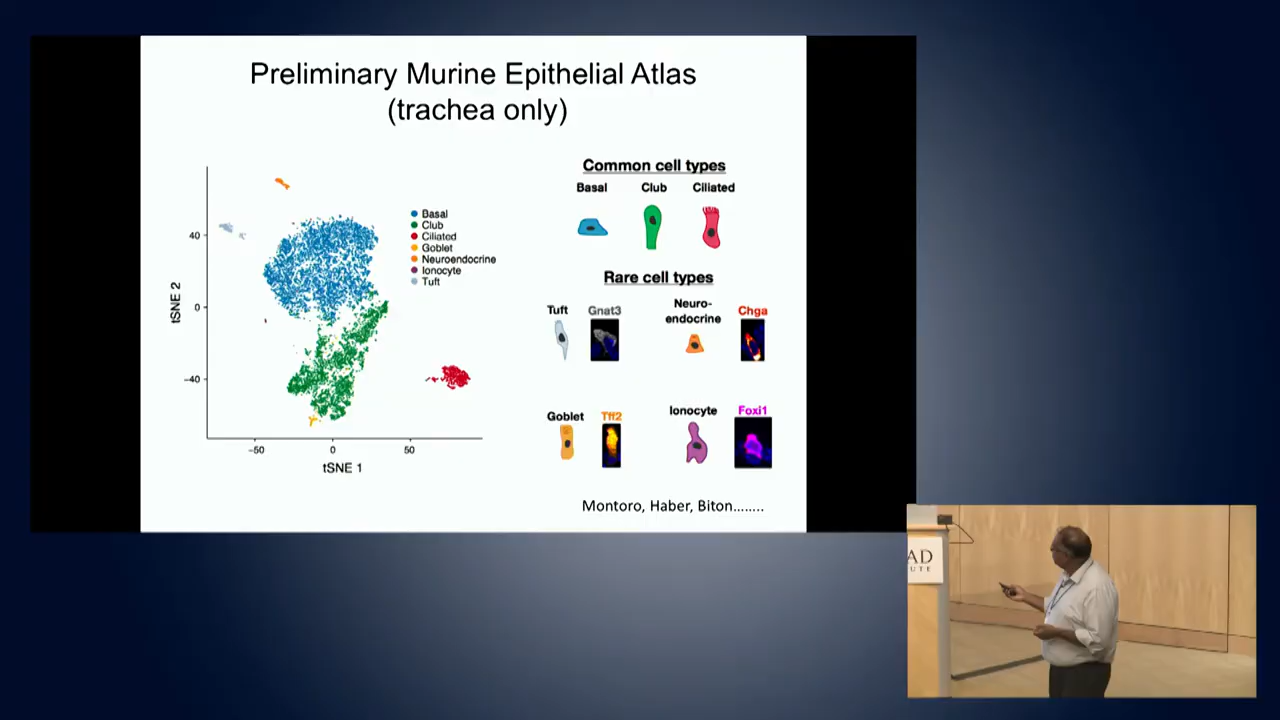 Preliminary Murine Epithelial Atlas
(trachea only)
40
0
−40
−50
0
50
tSNE 1
tSNE 2
Basal
Club
Ciliated
Goblet
Neuroendocrine
Ionocyte
Tuft
Common cell types
Basal
Club
Ciliated
Rare cell types
Tuft
Gnat3
Neuro-
endocrine
Chga
Goblet
Tff2
Ionocyte
Foxi1
Montoro, Haber, Biton........
AD
UTE